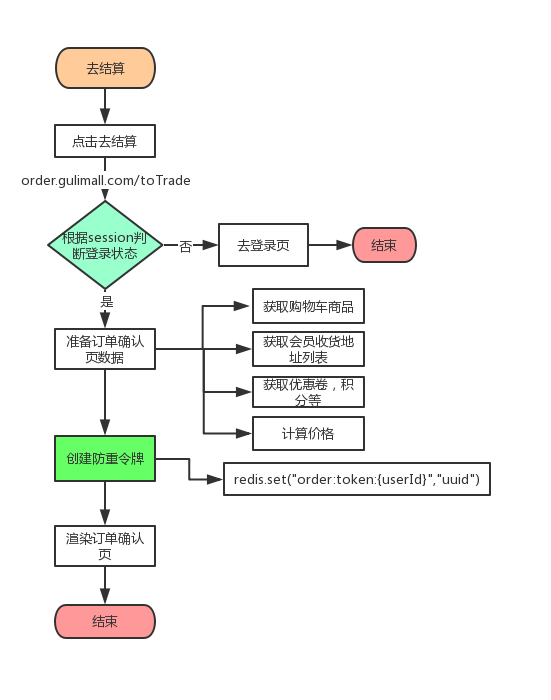 去结算
点击去结算
order.gulimall.com/toTrade
根据session判
断登录状态
否
去登录页
结束
是
准备订单确认
页数据
获取购物车商品
获取会员收货地
址列表
获取优惠卷，积
分等
计算价格
创建防重令牌
redis.set("order:token:{userId}","uuid")
渲染订单确认
页
结束